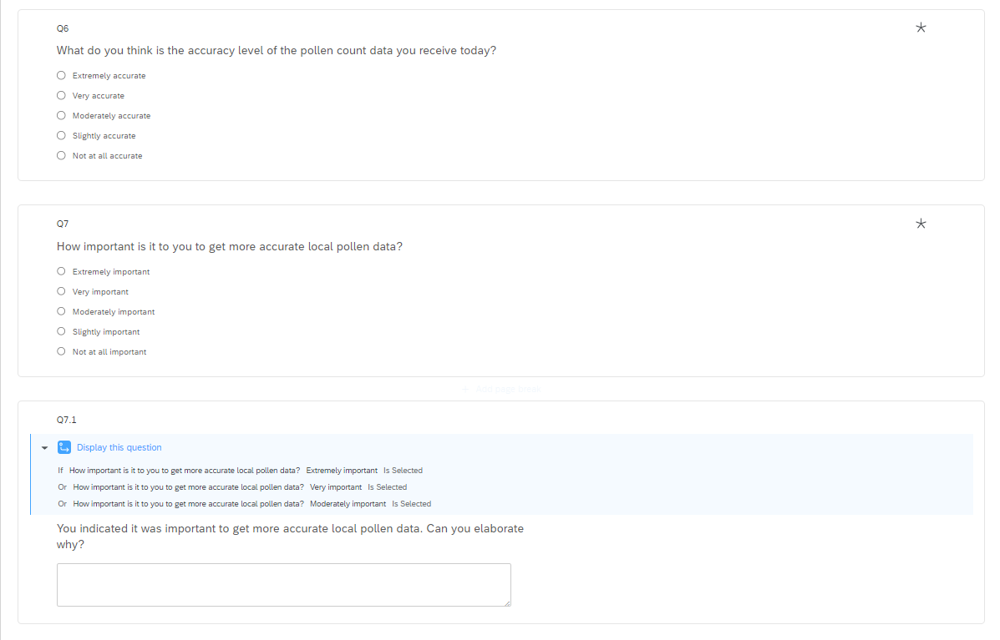 Q6
What do you think is the accuracy level of the pollen count data you receive today?
Extremely accurate
Very accurate
Moderately accurate
Slightly accurate
Not at all accurate
Q7
How important is it to you to get more accurate local pollen data?
Extremely important
Very important
Moderately important
Slightly important
Not at all important
Add page break
Q7.1
Display this question
If How important is it to you to get more accurate local pollen data? Extremely important Is Selected
Or How important is it to you to get more accurate local pollen data? Very important Is Selected
Or How important is it to you to get more accurate local pollen data? Moderately important Is Selected
You indicated it was important to get more accurate local pollen data. Can you elaborate
why?